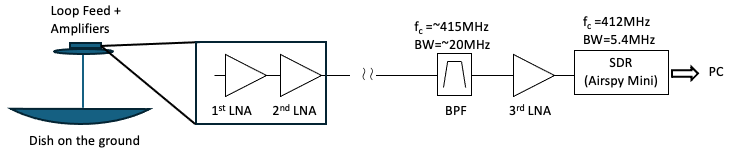 Loop Feed +
Amplifiers
Dish on the ground
1st LNA
2nd LNA
fc =~415MHz
BW=~20MHz
BPF
3rd LNA
fc =412MHz
BW=5.4MHz
SDR
(Airspy Mini)
PC